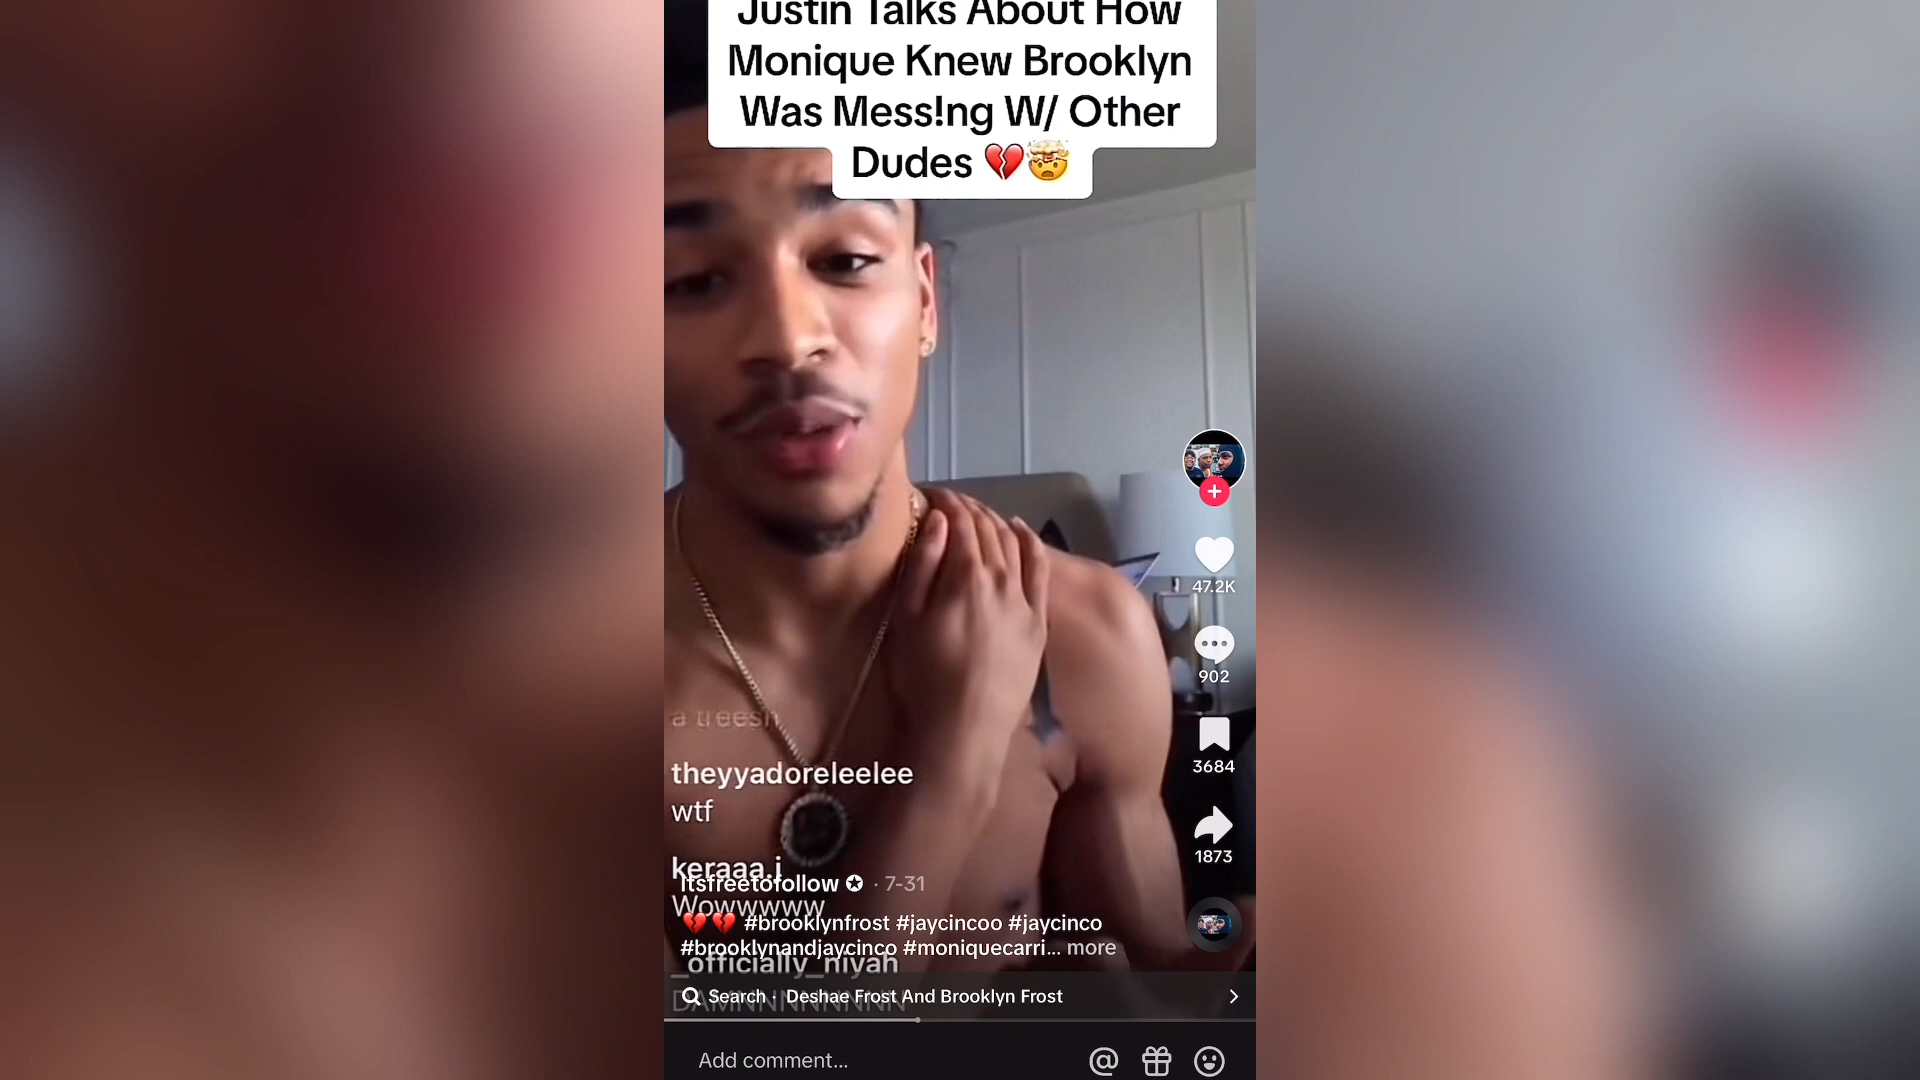 Justin Talks About How
Monique Knew Brooklyn
Was Mess!ng W/ Other
Dudes 💔🤯
47.2K
902
3684
1873
a treesh
theyyadoreleelee
wtf
keraaa.j
Itsfreetofollow · 7-31
Wowwwww
💔💔 #brooklynfrost #jaycincoo #jaycinco
#brooklynandjaycinco #moniquecarri... more
_officially_niyah
Search · Deshae Frost And Brooklyn Frost
DAMNNNNNNNN
Add comment...